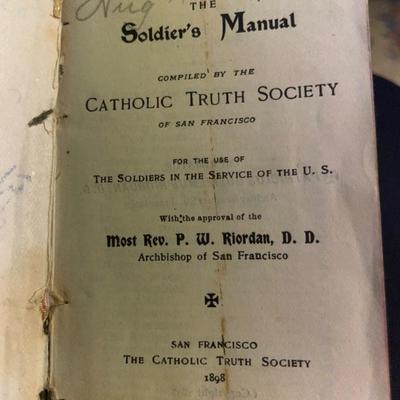 THE
Soldier's Manual
COMPILED BY THE
CATHOLIC TRUTH SOCIETY
OF SAN FRANCISCO
FOR THE USE OF
THE SOLDIERS IN THE SERVICE OF THE U. S.
With the approval of the
Most Rev. P. W. Riordan, D. D.
Archbishop of San Francisco
SAN FRANCISCO
THE CATHOLIC TRUTH SOCIETY
1898